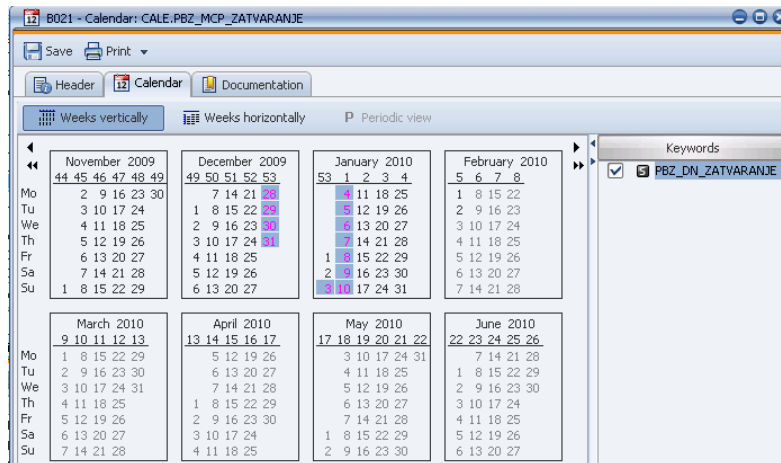 B021 - Calendar: CALE.PBZ_MCP_ZATVARANJE
Save Print
Header Calendar Documentation
Weeks vertically Weeks horizontally P Periodic view
Keywords
PBZ_DN_ZATVARANJE
November 2009 December 2009 January 2010 February 2010
44 45 46 47 48 49 49 50 51 52 53 53 1 2 3 4 5 6 7 8
Mo 2 9 16 23 30 7 14 21 28 4 11 18 25 1 8 15 22
Tu 3 10 17 24 1 8 15 22 29 5 12 19 26 2 9 16 23
We 4 11 18 25 2 9 16 23 30 6 13 20 27 3 10 17 24
Th 5 12 19 26 3 10 17 24 31 7 14 21 28 4 11 18 25
Fr 6 13 20 27 4 11 18 25 1 8 15 22 29 5 12 19 26
Sa 7 14 21 28 5 12 19 26 2 9 16 23 30 6 13 20 27
Su 1 8 15 22 29 6 13 20 27 3 10 17 24 31 7 14 21 28
March 2010 April 2010 May 2010 June 2010
9 10 11 12 13 13 14 15 16 17 17 18 19 20 21 22 22 23 24 25 26
Mo 1 8 15 22 29 5 12 19 26 3 10 17 24 31 7 14 21 28
Tu 2 9 16 23 30 6 13 20 27 4 11 18 25 1 8 15 22 29
We 3 10 17 24 31 7 14 21 28 5 12 19 26 2 9 16 23 30
Th 4 11 18 25 1 8 15 22 29 6 13 20 27 3 10 17 24
Fr 5 12 19 26 2 9 16 23 30 7 14 21 28 4 11 18 25
Sa 6 13 20 27 3 10 17 24 1 8 15 22 29 5 12 19 26
Su 7 14 21 28 4 11 18 25 2 9 16 23 30 6 13 20 27